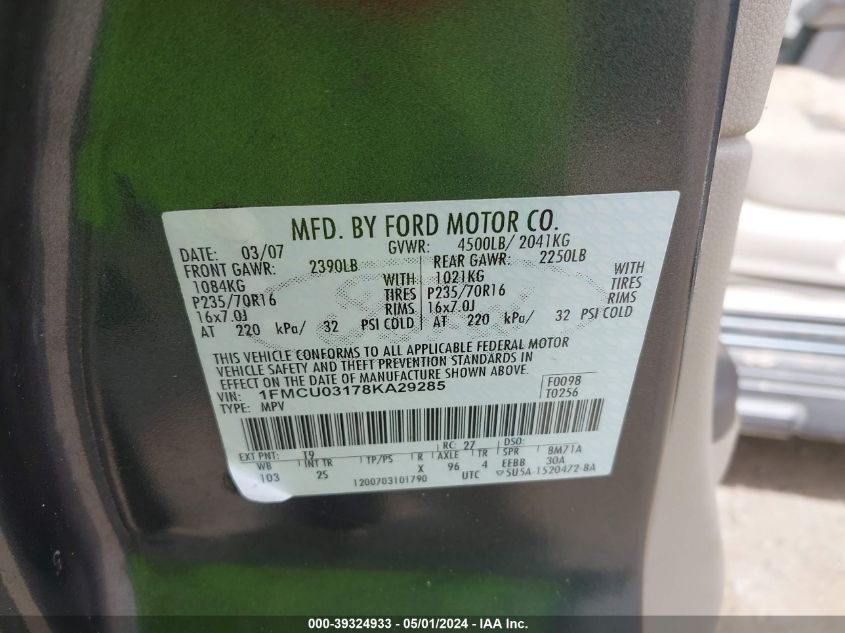 MFD. BY FORD MOTOR CO.
DATE: 03/07 GVWR: 4500LB/ 2041KG
FRONT GAWR: 2390LB REAR GAWR: 2250LB
1084KG WITH 1021KG WITH
P235/70R16 TIRES P235/70R16 TIRES
16x7.0J RIMS 16x7.0J RIMS
AT 220 kPa/ 32 PSI COLD AT 220 kPa/ 32 PSI COLD
THIS VEHICLE CONFORMS TO ALL APPLICABLE FEDERAL MOTOR
VEHICLE SAFETY AND THEFT PREVENTION STANDARDS IN
EFFECT ON THE DATE OF MANUFACTURE SHOWN ABOVE.
VIN: 1FMCU03178KA29285 F0098
TYPE: MPV T0256
EXT PNT: T9 RC: 27 DSO:
WB INT TR TP/PS R AXLE TR SPR BM71A
103 2S X 96 4 EEBB 30A
1200703101790 UTC 5U5A-1520472-BA
000-39324933 - 05/01/2024 - IAA Inc.